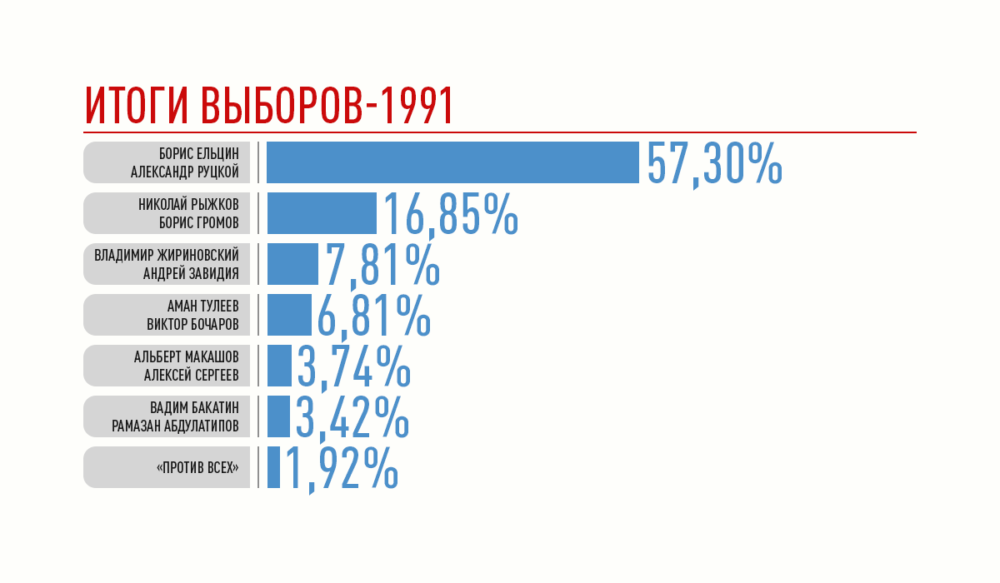 ИТОГИ ВЫБОРОВ-1991
БОРИС ЕЛЬЦИН
АЛЕКСАНДР РУЦКОЙ
57,30%
НИКОЛАЙ РЫЖКОВ
БОРИС ГРОМОВ
16,85%
ВЛАДИМИР ЖИРИНОВСКИЙ
АНДРЕЙ ЗАВИДИЯ
7,81%
АМАН ТУЛЕЕВ
ВИКТОР БОЧАРОВ
6,81%
АЛЬБЕРТ МАКАШОВ
АЛЕКСЕЙ СЕРГЕЕВ
3,74%
ВАДИМ БАКАТИН
РАМАЗАН АБДУЛАТИПОВ
3,42%
«ПРОТИВ ВСЕХ»
1,92%